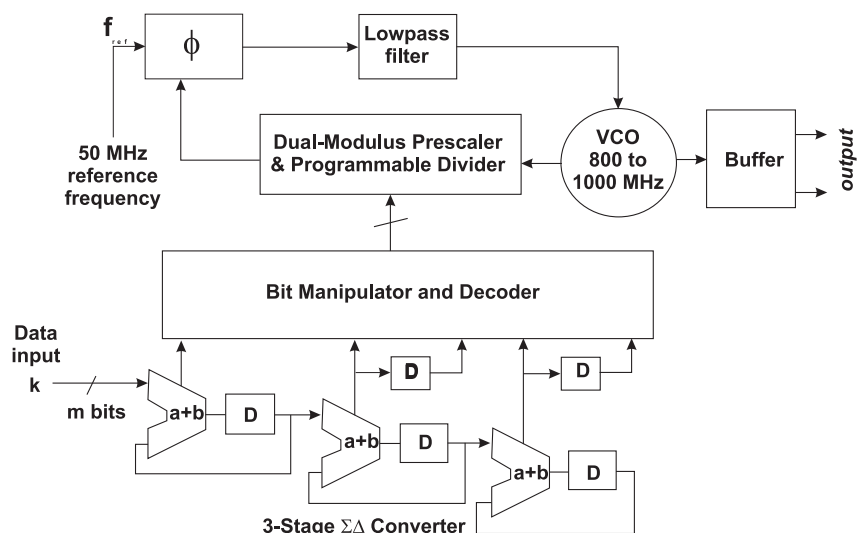 f ref
ϕ
Lowpass
filter
50 MHz
reference
frequency
Dual-Modulus Prescaler
& Programmable Divider
VCO
800 to
1000 MHz
Buffer
output
Bit Manipulator and Decoder
Data
input
k
m bits
a+b
D
D
a+b
D
D
a+b
D
3-Stage ΣΔ Converter